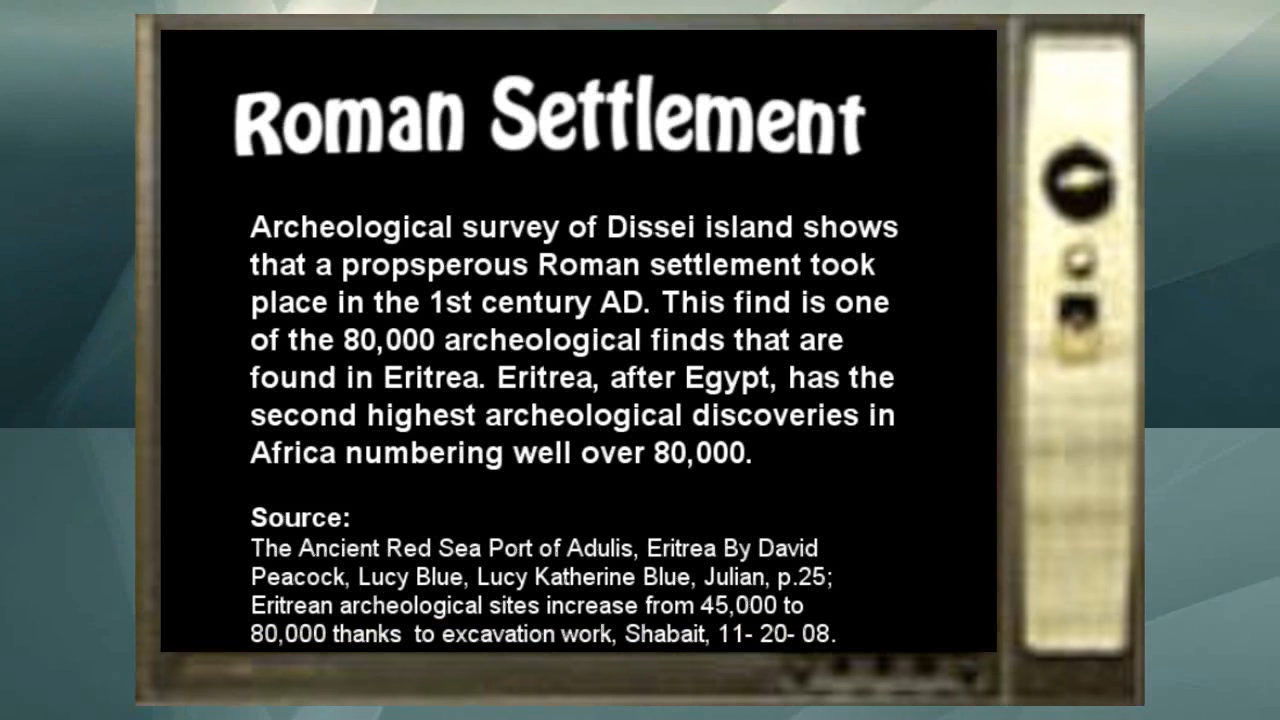 Roman Settlement
Archeological survey of Dissei island shows
that a propsperous Roman settlement took
place in the 1st century AD. This find is one
of the 80,000 archeological finds that are
found in Eritrea. Eritrea, after Egypt, has the
second highest archeological discoveries in
Africa numbering well over 80,000.
Source:
The Ancient Red Sea Port of Adulis, Eritrea By David
Peacock, Lucy Blue, Lucy Katherine Blue, Julian, p.25;
Eritrean archeological sites increase from 45,000 to
80,000 thanks  to excavation work, Shabait, 11- 20- 08.